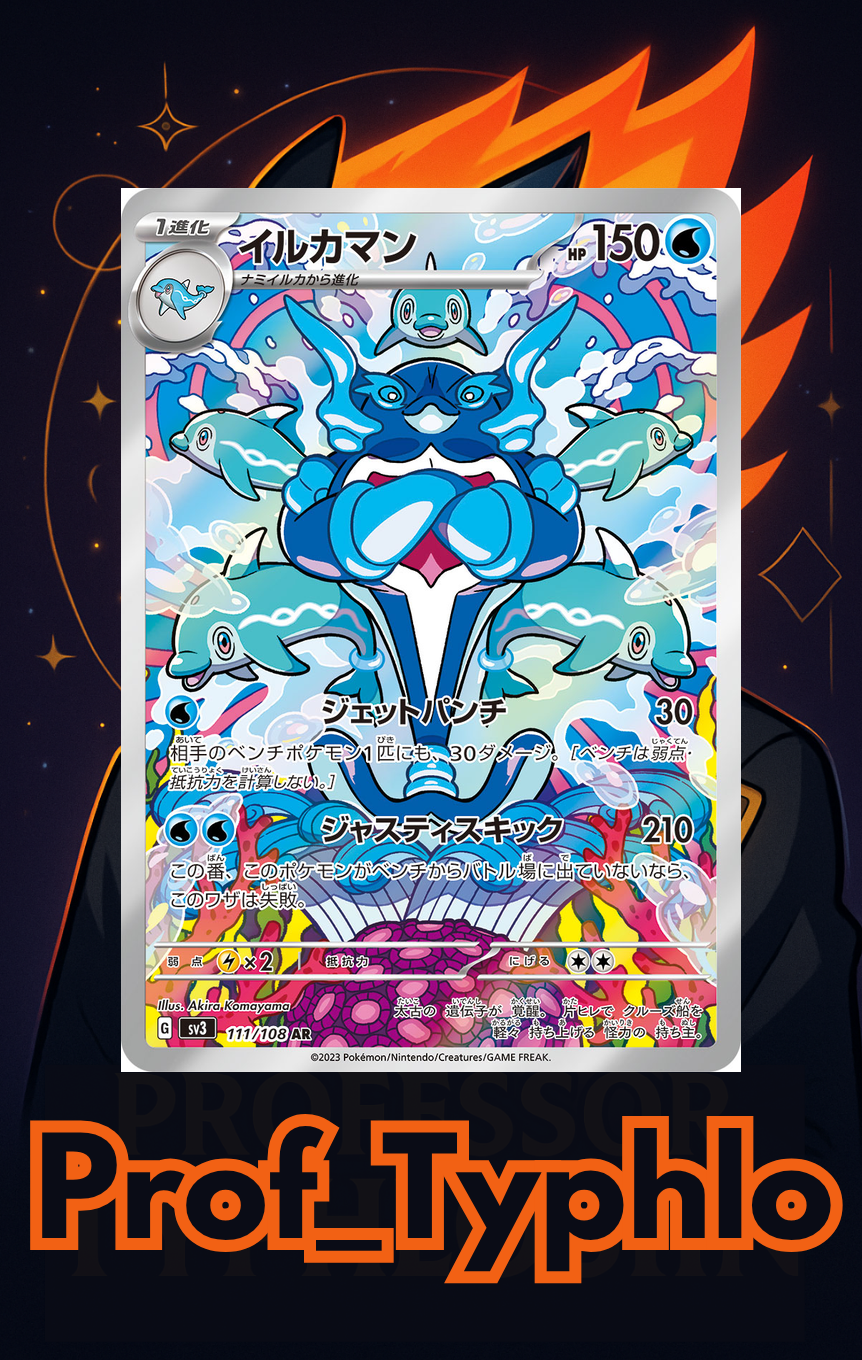 1進化
イルカマン
HP 150
ナミイルカから進化
ジェットパンチ 30
相手のベンチポケモン1匹にも、30ダメージ。[ベンチは弱点・
抵抗力を計算しない。]
ジャスティスキック 210
この番、このポケモンがベンチからバトル場に出ていないなら、
このワザは失敗。
弱点 ×2 抵抗力 にげる
Illus. Akira Komayama
太古の 遺伝子が 覚醒。 片ヒレで クルーズ船を
軽々 持ち上げる 怪力の 持ち主。
G sv3 111/108 AR
©2023 Pokémon/Nintendo/Creatures/GAME FREAK.
PROFESSOR
Prof_Typhlo